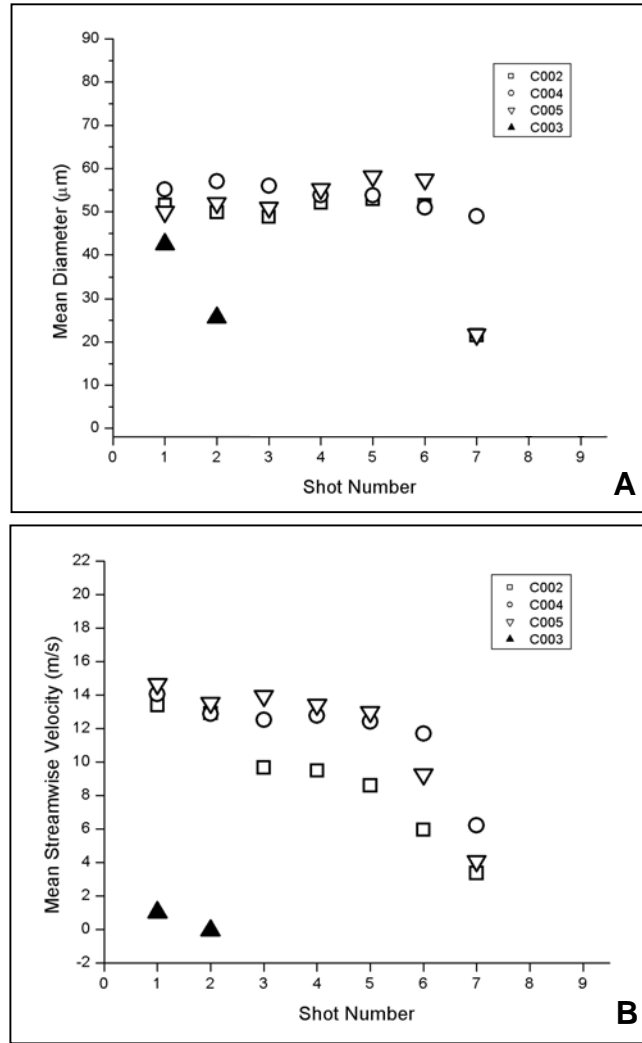 90
80
70
60
50
40
30
20
10
0
Mean Diameter (μm)
C002
C004
C005
C003
0 1 2 3 4 5 6 7 8 9
Shot Number
A
22
20
18
16
14
12
10
8
6
4
2
0
-2
Mean Streamwise Velocity (m/s)
C002
C004
C005
C003
0 1 2 3 4 5 6 7 8 9
Shot Number
B